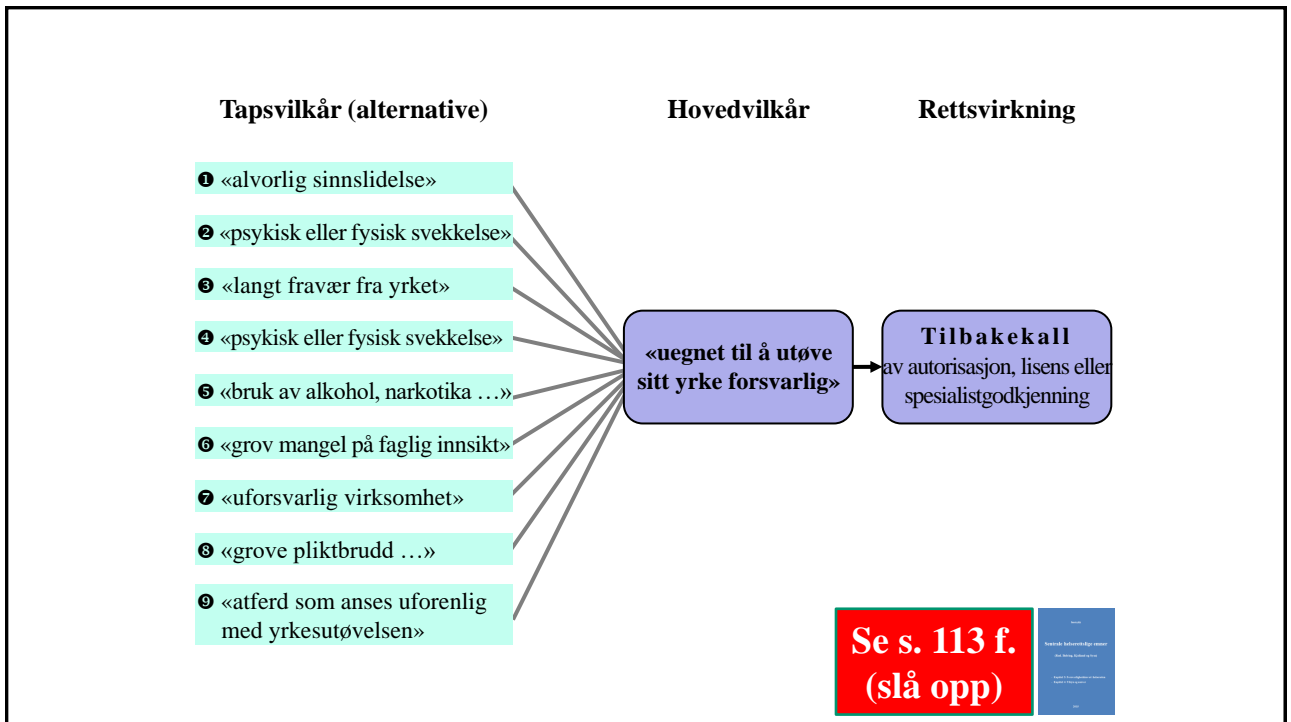 Tapsvilkår (alternative)
Hovedvilkår
Rettsvirkning
❶ «alvorlig sinnslidelse»
❷ «psykisk eller fysisk svekkelse»
❸ «langt fravær fra yrket»
❹ «psykisk eller fysisk svekkelse»
❺ «bruk av alkohol, narkotika …»
❻ «grov mangel på faglig innsikt»
❼ «uforsvarlig virksomhet»
❽ «grove pliktbrudd …»
❾ «atferd som anses uforenlig
med yrkesutøvelsen»
«uegnet til å utøve
sitt yrke forsvarlig»
Tilbakekall
av autorisasjon, lisens eller
spesialistgodkjenning
Se s. 113 f.
(slå opp)